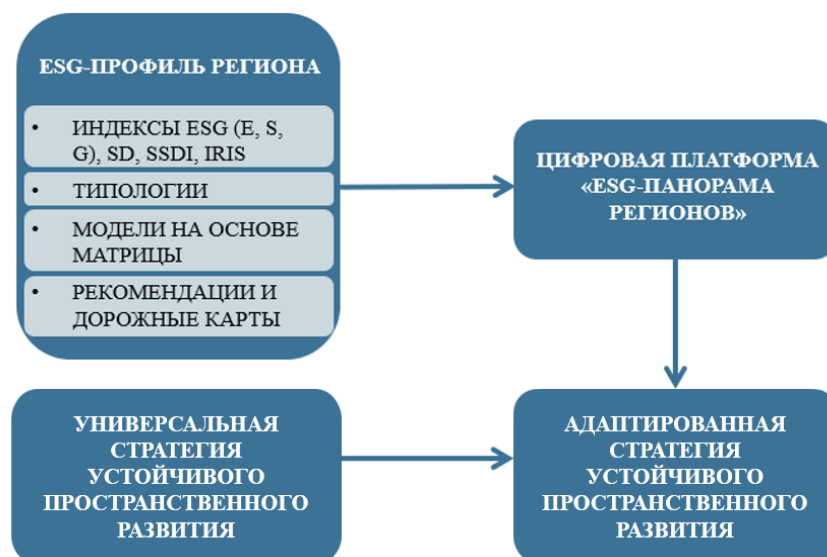 ESG-ПРОФИЛЬ РЕГИОНА
• ИНДЕКСЫ ESG (E, S,
G), SD, SSDI, IRIS
• ТИПОЛОГИИ
• МОДЕЛИ НА ОСНОВЕ
МАТРИЦЫ
• РЕКОМЕНДАЦИИ И
ДОРОЖНЫЕ КАРТЫ
ЦИФРОВАЯ ПЛАТФОРМА
«ESG-ПАНОРАМА
РЕГИОНОВ»
УНИВЕРСАЛЬНАЯ
СТРАТЕГИЯ
УСТОЙЧИВОГО
ПРОСТРАНСТВЕННОГО
РАЗВИТИЯ
АДАПТИРОВАННАЯ
СТРАТЕГИЯ
УСТОЙЧИВОГО
ПРОСТРАНСТВЕННОГО
РАЗВИТИЯ